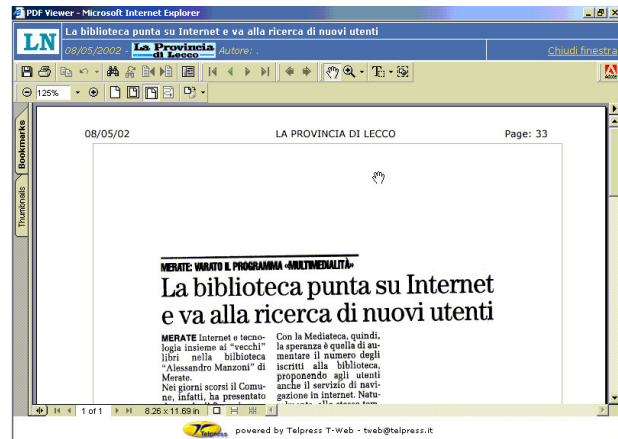 PDF Viewer - Microsoft Internet Explorer
LN
La biblioteca punta su Internet e va alla ricerca di nuovi utenti
08/05/2002 - La Provincia di Lecco Autore: .
Chiudi finestra
125%
Bookmarks
Thumbnails
08/05/02 LA PROVINCIA DI LECCO Page: 33
MERATE: VARATO IL PROGRAMMA «MULTIMEDIALITÀ»
La biblioteca punta su Internet
e va alla ricerca di nuovi utenti
MERATE Internet e tecno-
logia insieme ai "vecchi"
libri nella bilbioteca
"Alessandro Manzoni" di
Merate.
Nei giorni scorsi il Comu-
ne, infatti, ha presentato
Con la Mediateca, quindi,
la speranza è quella di au-
mentare il numero degli
iscritti alla biblioteca,
proponendo agli utenti
anche il servizio di navi-
gazione in internet. Natu-
1 of 1
8.26 x 11.69 in
Telpress
powered by Telpress T-Web - tweb@telpress.it